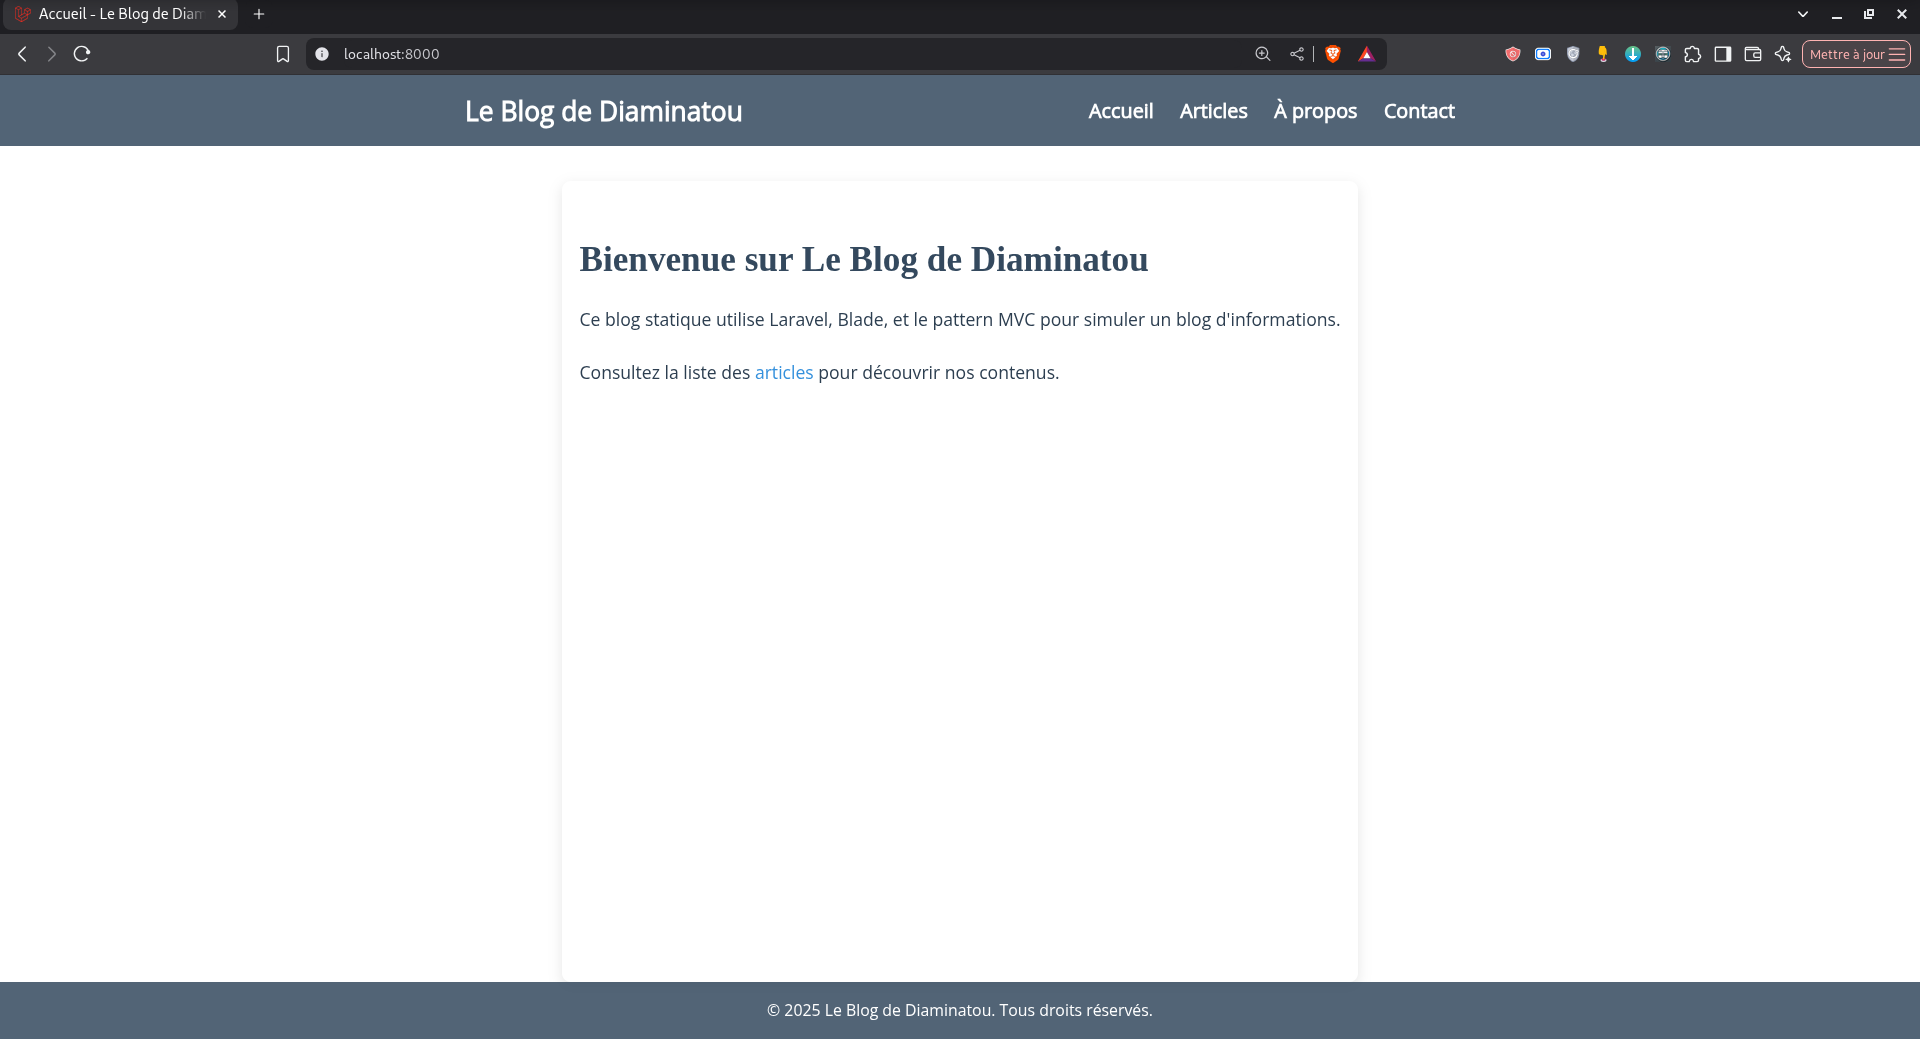 Accueil - Le Blog de Diam
localhost:8000
Mettre à jour
Le Blog de Diaminatou
Accueil Articles À propos Contact
Bienvenue sur Le Blog de Diaminatou
Ce blog statique utilise Laravel, Blade, et le pattern MVC pour simuler un blog d'informations.
Consultez la liste des articles pour découvrir nos contenus.
© 2025 Le Blog de Diaminatou. Tous droits réservés.